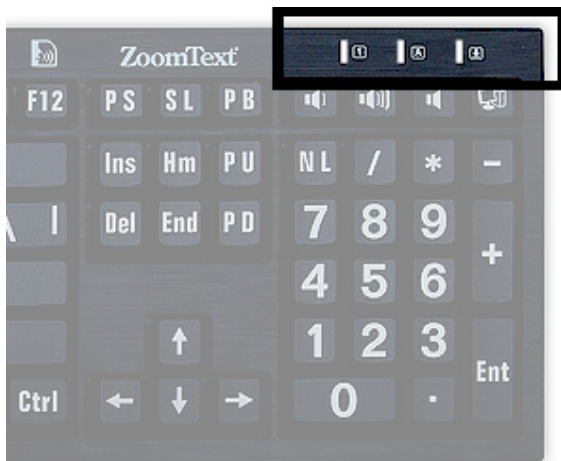 1 A
ZoomText
F12 PS SL PB
Ins Hm PU NL / * -
Del End PD 7 8 9 +
4 5 6
↑ 1 2 3 Ent
Ctrl ← ↓ → 0 .